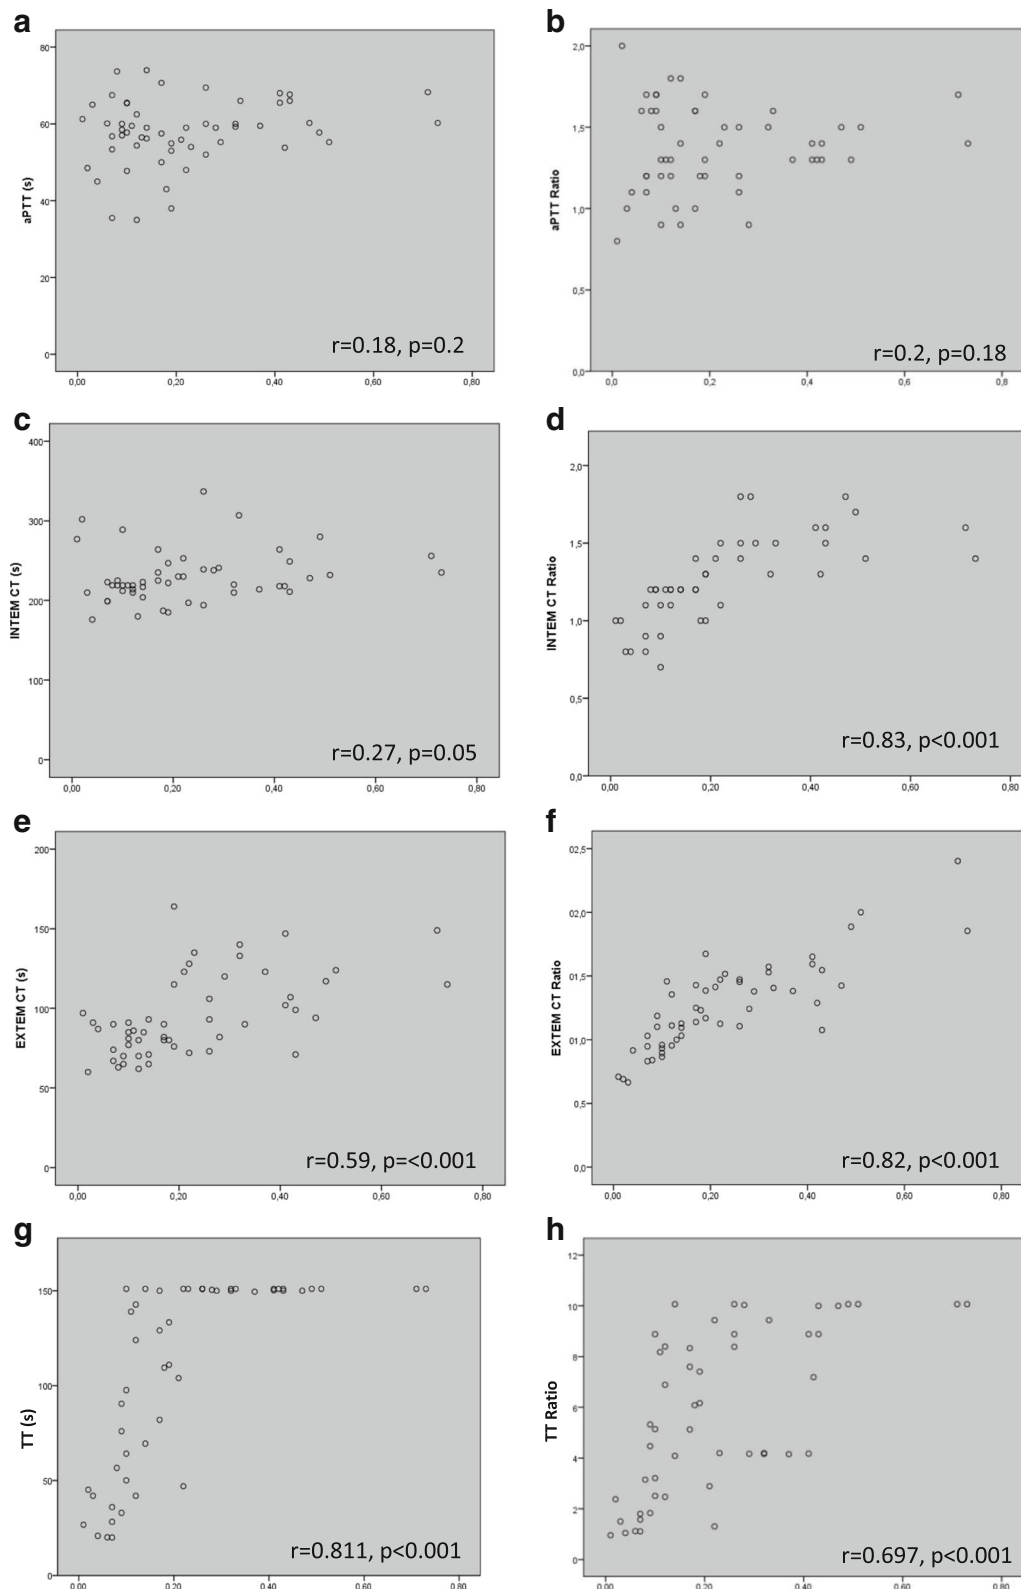 a
80
60
40
20
0
aPTT (s)
r=0.18, p=0.2
0,00 0,20 0,40 0,60 0,80
b
2,0
1,5
1,0
0,5
0,0
aPTT Ratio
r=0.2, p=0.18
0,0 0,2 0,4 0,6 0,8
c
400
300
200
100
0
INTEM CT (s)
r=0.27, p=0.05
0,00 0,20 0,40 0,60 0,80
d
2,0
1,5
1,0
0,5
0,0
INTEM CT Ratio
r=0.83, p<0.001
0,00 0,20 0,40 0,60 0,80
e
200
150
100
50
0
EXTEM CT (s)
r=0.59, p=<0.001
0,00 0,20 0,40 0,60 0,80
f
02,5
02,0
01,5
01,0
0,5
0,0
EXTEM CT Ratio
r=0.82, p<0.001
0,00 0,20 0,40 0,60 0,80
g
150
100
50
0
TT (s)
r=0.811, p<0.001
0,00 0,20 0,40 0,60 0,80
h
12
10
8
6
4
2
0
TT Ratio
r=0.697, p<0.001
0,00 0,20 0,40 0,60 0,80